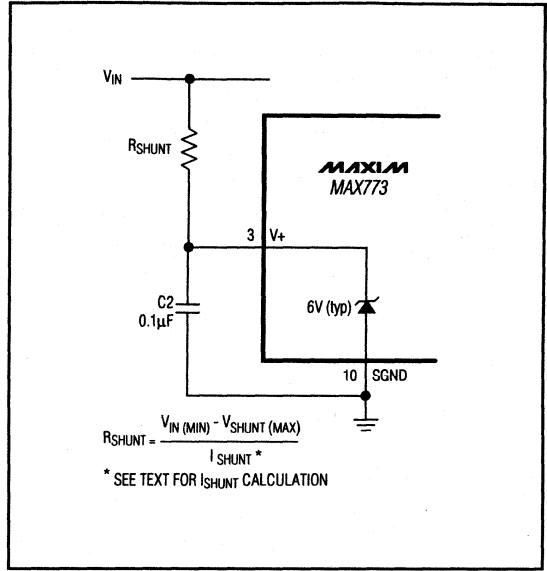 VIN
RSHUNT
MAXIM
MAX773
3 V+
C2
0.1µF
6V (typ)
10 SGND
RSHUNT = VIN (MIN) - VSHUNT (MAX)
I SHUNT *
* SEE TEXT FOR ISHUNT CALCULATION